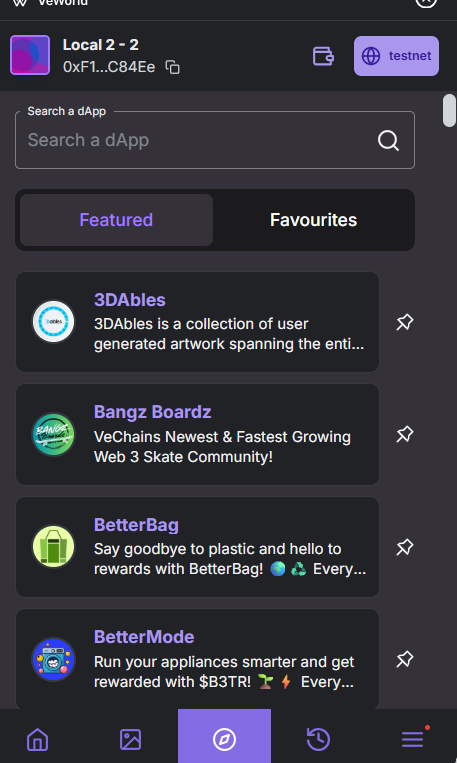 VeWorld
Local 2 - 2
0xF1...C84Ee
testnet
Search a dApp
Search a dApp
Featured
Favourites
3DAbles
3DAbles is a collection of user
generated artwork spanning the enti...
Bangz Boardz
VeChains Newest & Fastest Growing
Web 3 Skate Community!
BetterBag
Say goodbye to plastic and hello to
rewards with BetterBag! 🌍 ♻️ Every...
BetterMode
Run your appliances smarter and get
rewarded with $B3TR! 🌱⚡ Every...